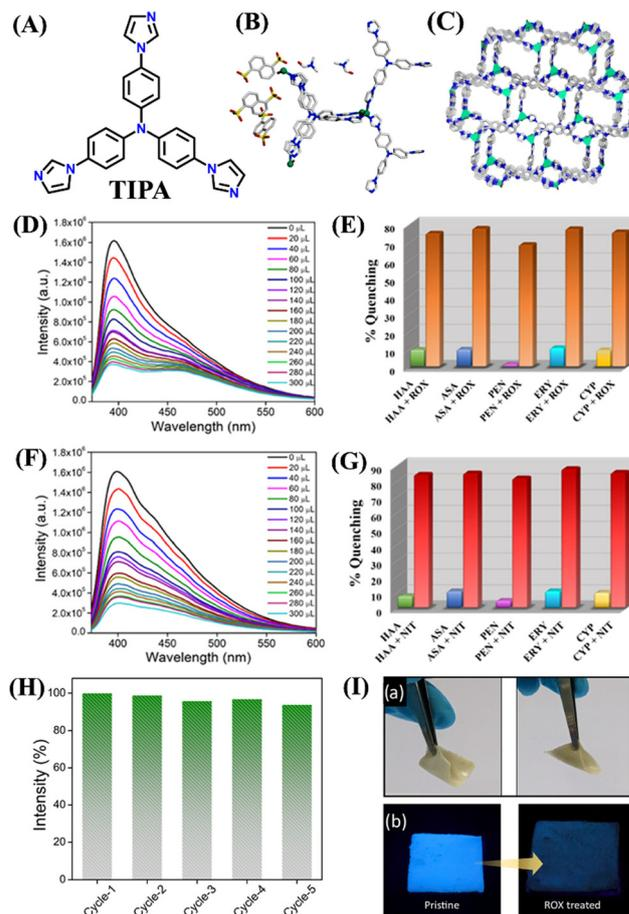 (A)
N
N
N
N
N
N
N
TIPA
(B)
(C)
(D)
Intensity (a.u.)
1.8x10⁶
1.6x10⁶
1.4x10⁶
1.2x10⁶
1.0x10⁶
8.0x10⁵
6.0x10⁵
4.0x10⁵
2.0x10⁵
400 450 500 550 600
Wavelength (nm)
0 μL
20 μL
40 μL
60 μL
80 μL
100 μL
120 μL
140 μL
160 μL
180 μL
200 μL
220 μL
240 μL
260 μL
280 μL
300 μL
(E)
% Quenching
80
70
60
50
40
30
20
10
0
HAA
HAA + ROX
ASA
ASA + ROX
PEN
PEN + ROX
ERY
ERY + ROX
CYP
CYP + ROX
(F)
Intensity (a.u.)
1.8x10⁶
1.6x10⁶
1.4x10⁶
1.2x10⁶
1.0x10⁶
8.0x10⁵
6.0x10⁵
4.0x10⁵
2.0x10⁵
0.0
400 450 500 550 600
Wavelength (nm)
0 μL
20 μL
40 μL
60 μL
80 μL
100 μL
120 μL
140 μL
160 μL
180 μL
200 μL
220 μL
240 μL
260 μL
280 μL
300 μL
(G)
% Quenching
90
80
70
60
50
40
30
20
10
0
HAA
HAA + NIT
ASA
ASA + NIT
PEN
PEN + NIT
ERY
ERY + NIT
CYP
CYP + NIT
(H)
Intensity (%)
100
80
60
40
20
0
Cycle-1
Cycle-2
Cycle-3
Cycle-4
Cycle-5
(I)
(a)
(b)
Pristine
ROX treated